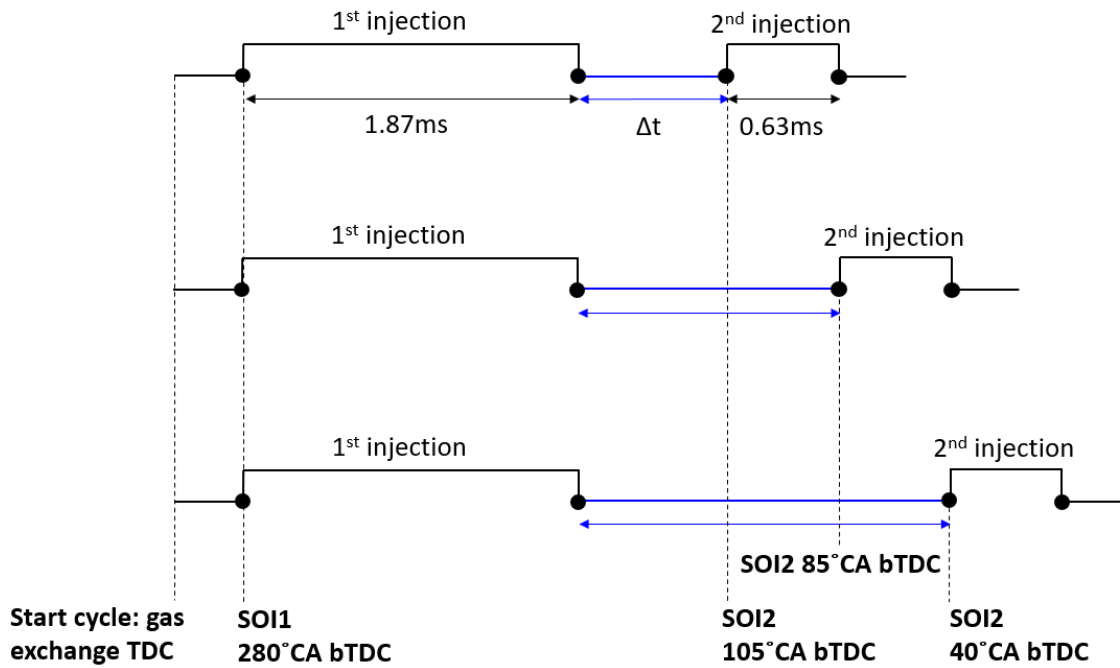 1st injection
2nd injection
1.87ms
Δt
0.63ms
1st injection
2nd injection
1st injection
2nd injection
SOI2 85˚CA bTDC
Start cycle: gas
exchange TDC
SOI1
280˚CA bTDC
SOI2
105˚CA bTDC
SOI2
40˚CA bTDC